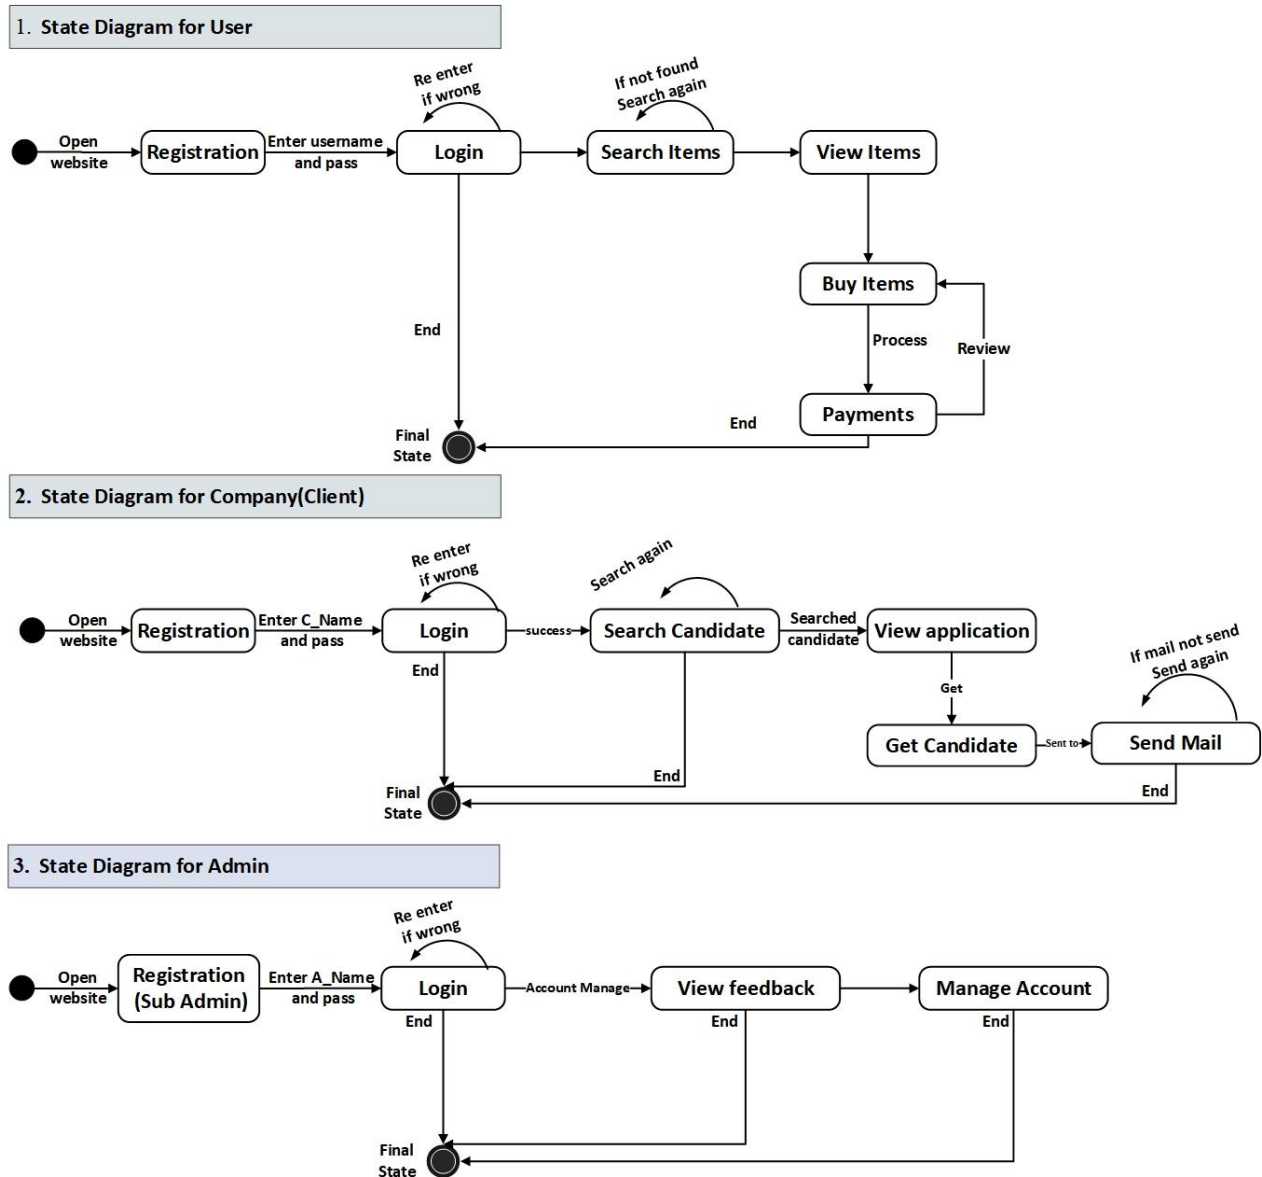 1. State Diagram for User
Re enter
if wrong
If not found
Search again
Open
website
Registration
Enter username
and pass
Login
Search Items
View Items
Buy Items
End
Process
Review
Payments
End
Final
State
2. State Diagram for Company(Client)
Re enter
if wrong
Search again
Open
website
Registration
Enter C_Name
and pass
Login
success
Search Candidate
Searched
candidate
View application
If mail not send
Send again
End
Get
Get Candidate
Sent to
Send Mail
End
End
Final
State
3. State Diagram for Admin
Re enter
if wrong
Open
website
Registration
(Sub Admin)
Enter A_Name
and pass
Login
Account Manage
View feedback
Manage Account
End
End
End
Final
State